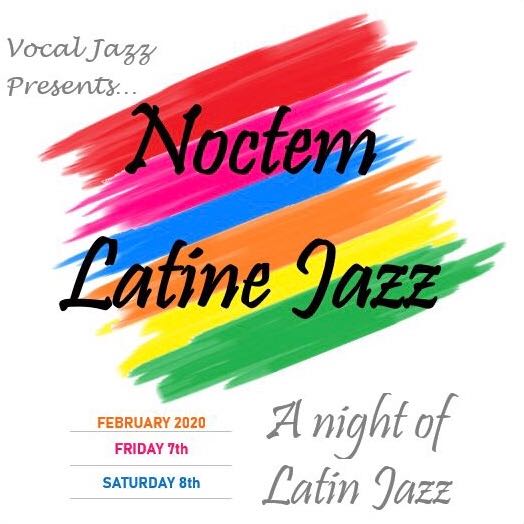 Vocal Jazz
Presents...
Noctem
Latine Jazz
FEBRUARY 2020
FRIDAY 7th
SATURDAY 8th
A night of
Latin Jazz